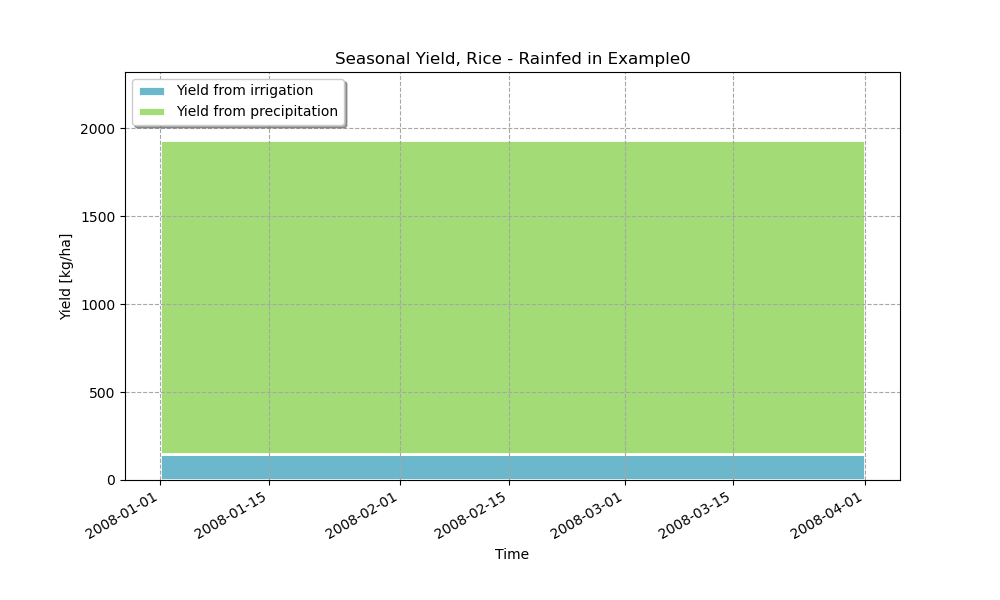 Seasonal Yield, Rice - Rainfed in Example0
Yield from irrigation
Yield from precipitation
2000
1500
1000
500
0
Yield [kg/ha]
2008-01-01
2008-01-15
2008-02-01
2008-02-15
2008-03-01
2008-03-15
2008-04-01
Time